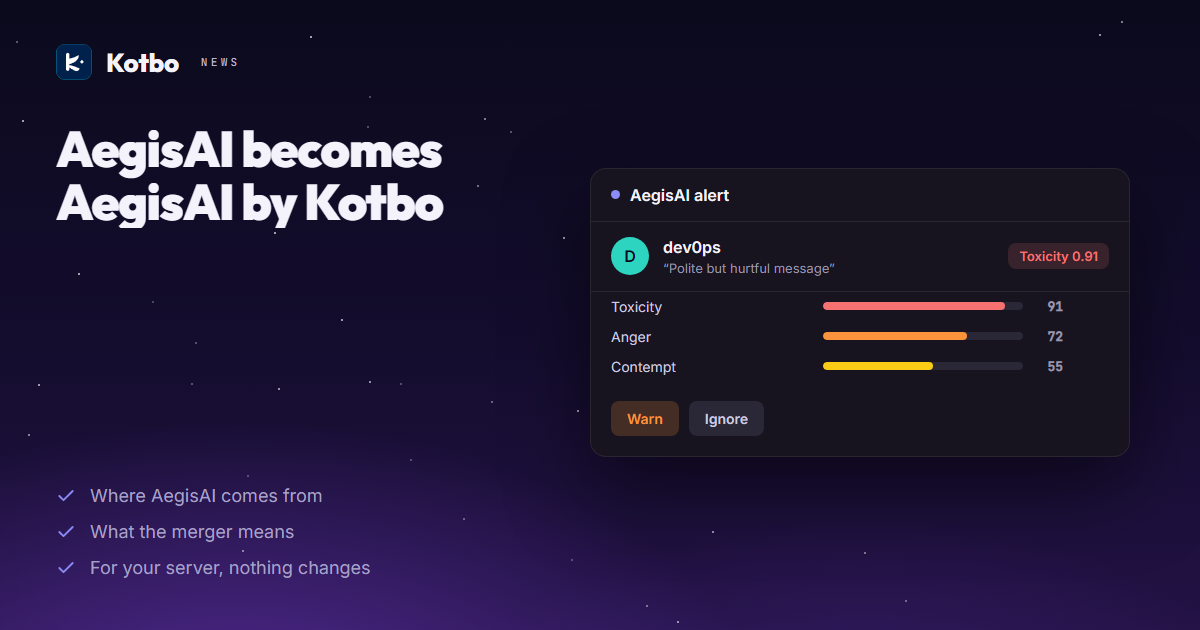 Kotbo NEWS
AegisAI becomes
AegisAI by Kotbo
Where AegisAI comes from
What the merger means
For your server, nothing changes
AegisAI alert
D
dev0ps
“Polite but hurtful message”
Toxicity 0.91
Toxicity 91
Anger 72
Contempt 55
Warn Ignore